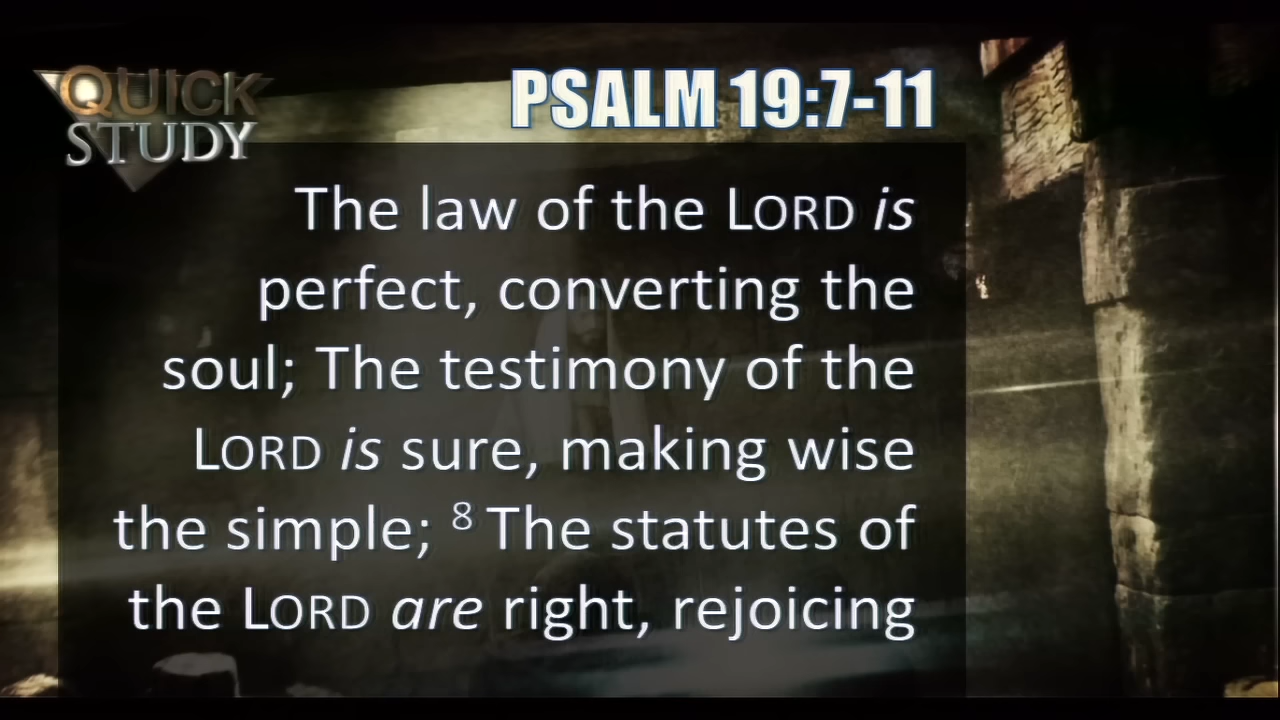 QUICK
STUDY
PSALM 19:7-11
The law of the LORD is
perfect, converting the
soul; The testimony of the
LORD is sure, making wise
the simple; 8 The statutes of
the LORD are right, rejoicing